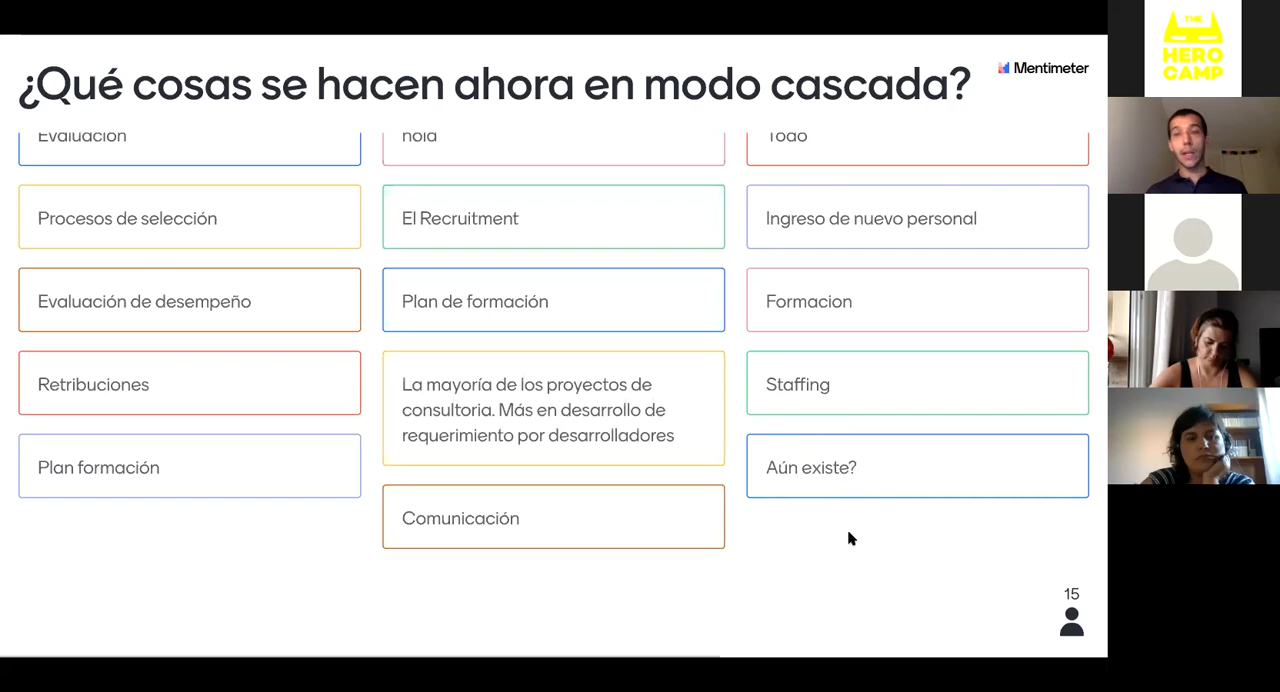 ¿Qué cosas se hacen ahora en modo cascada?
Mentimeter
THE
HERO
CAMP
Evaluación
hola
Todo
Procesos de selección
El Recruitment
Ingreso de nuevo personal
Evaluación de desempeño
Plan de formación
Formacion
Retribuciones
La mayoría de los proyectos de
consultoria. Más en desarrollo de
requerimiento por desarrolladores
Staffing
Plan formación
Aún existe?
Comunicación
15